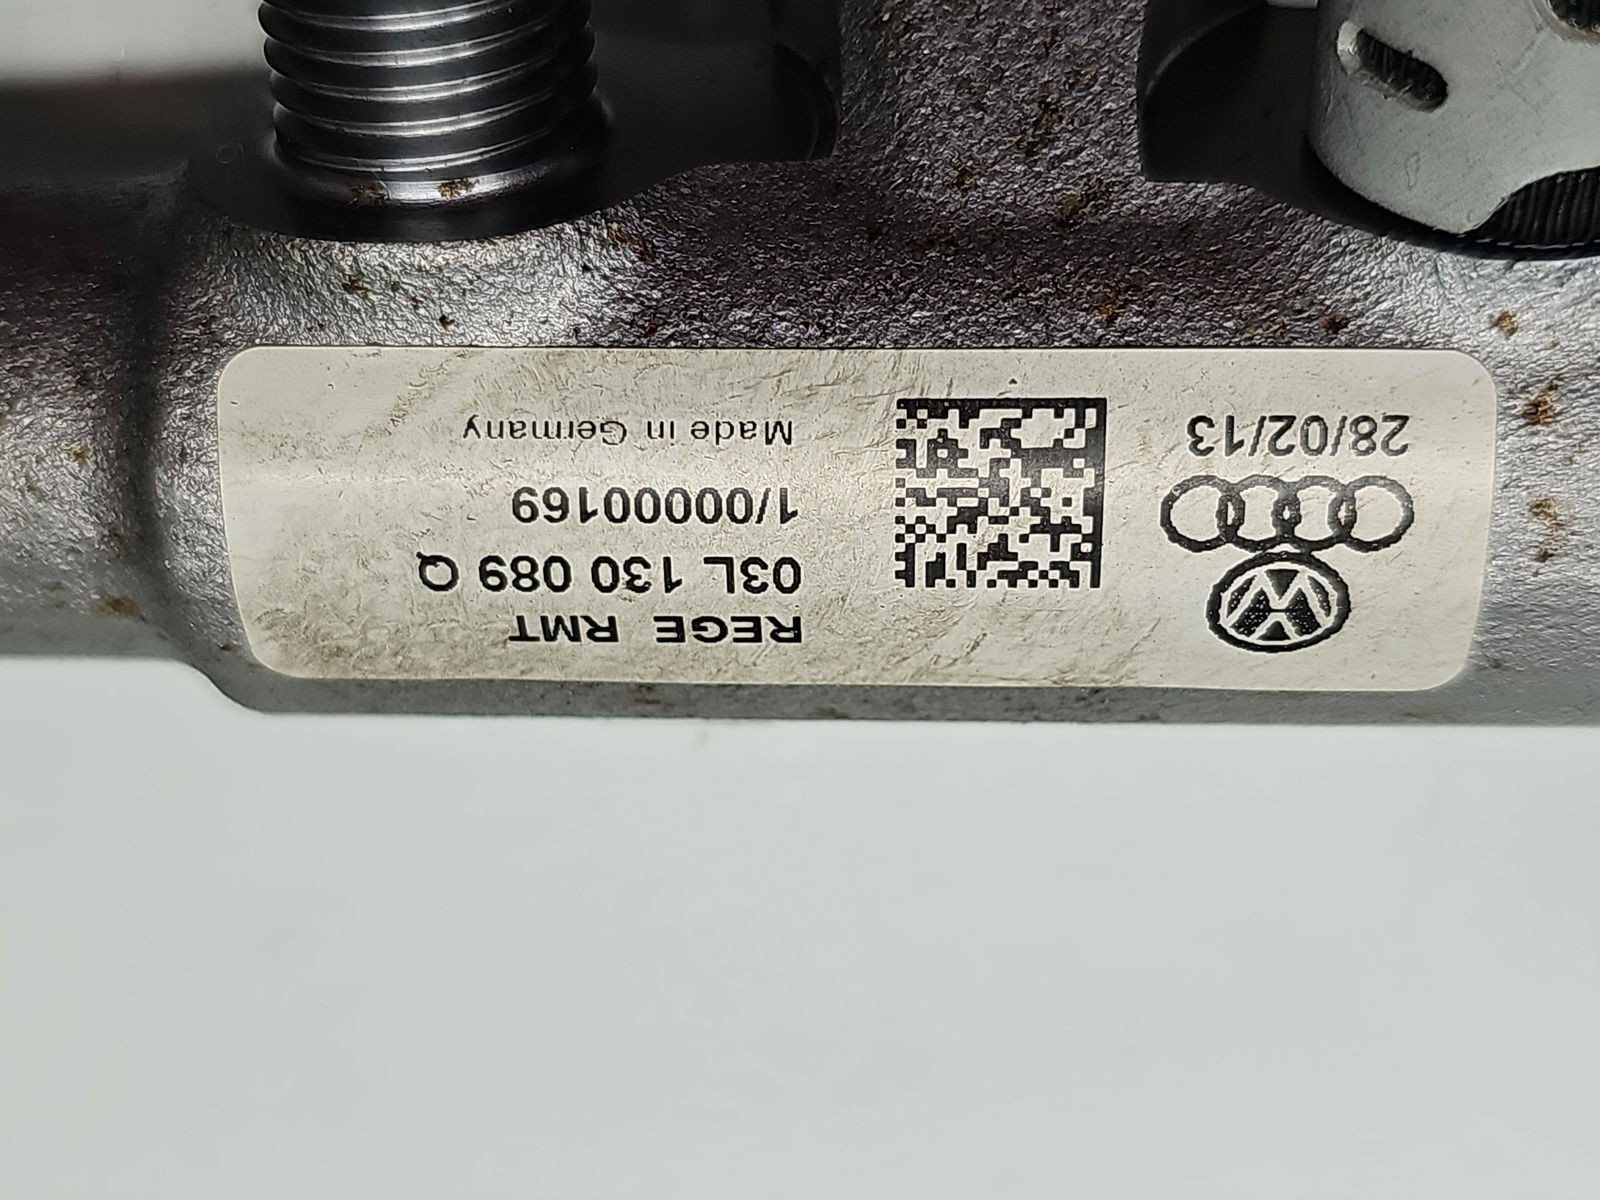 28/02/13
REGE RMT
03L 130 089 Q
1/00000169
Made in Germany